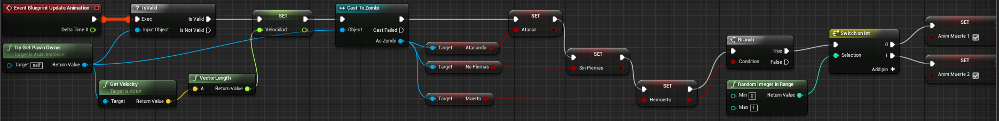 Event Blueprint Update Animation
Delta Time X
Try Get Pawn Owner
Target is Anim Instance
Target self Return Value
IsValid
Exec Is Valid
Input Object Is Not Valid
Get Velocity
Target is Actor
Target Return Value
VectorLength
A Return Value
SET
Velocidad
Cast To Zombi
Object Cast Failed
As Zombi
Target Atacando
Target No Piernas
Target Muerto
SET
Atacar
SET
Sin Piernas
SET
Hemuerto
Branch
True
Condition False
Random Integer in Range
Min 0 Return Value
Max 1
Switch on Int
0
Selection 1
Add pin
SET
Anim Muerte 1
SET
Anim Muerte 2